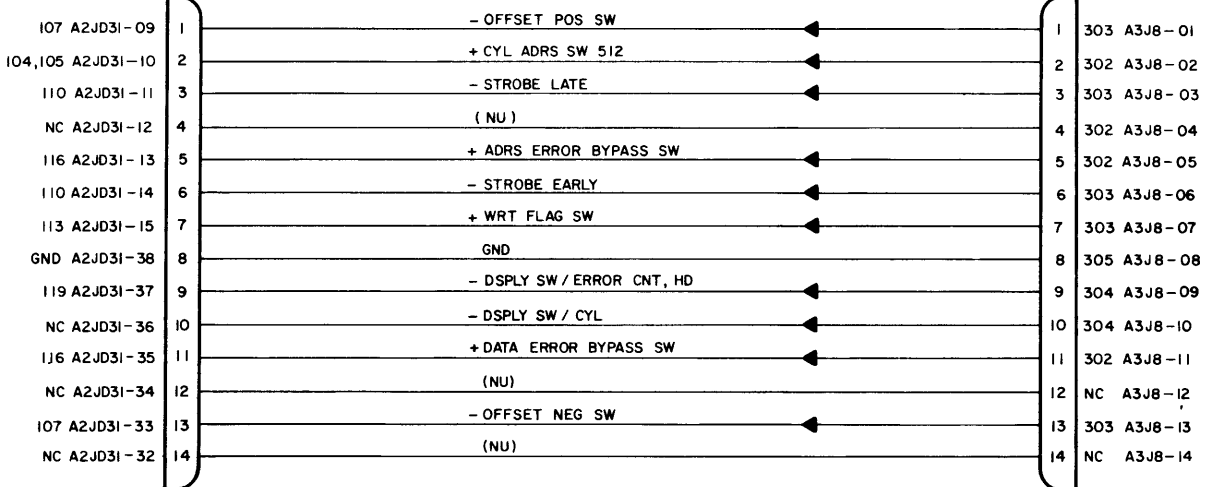 107 A2JD31-09 1 - OFFSET POS SW 1 303 A3J8-01
104,105 A2JD31-10 2 + CYL ADRS SW 512 2 302 A3J8-02
110 A2JD31-11 3 - STROBE LATE 3 303 A3J8-03
NC A2JD31-12 4 (NU) 4 302 A3J8-04
116 A2JD31-13 5 + ADRS ERROR BYPASS SW 5 302 A3J8-05
110 A2JD31-14 6 - STROBE EARLY 6 303 A3J8-06
113 A2JD31-15 7 + WRT FLAG SW 7 303 A3J8-07
GND A2JD31-38 8 GND 8 305 A3J8-08
119 A2JD31-37 9 - DSPLY SW/ERROR CNT, HD 9 304 A3J8-09
NC A2JD31-36 10 - DSPLY SW/CYL 10 304 A3J8-10
116 A2JD31-35 11 + DATA ERROR BYPASS SW 11 302 A3J8-11
NC A2JD31-34 12 (NU) 12 NC A3J8-12
107 A2JD31-33 13 - OFFSET NEG SW 13 303 A3J8-13
NC A2JD31-32 14 (NU) 14 NC A3J8-14